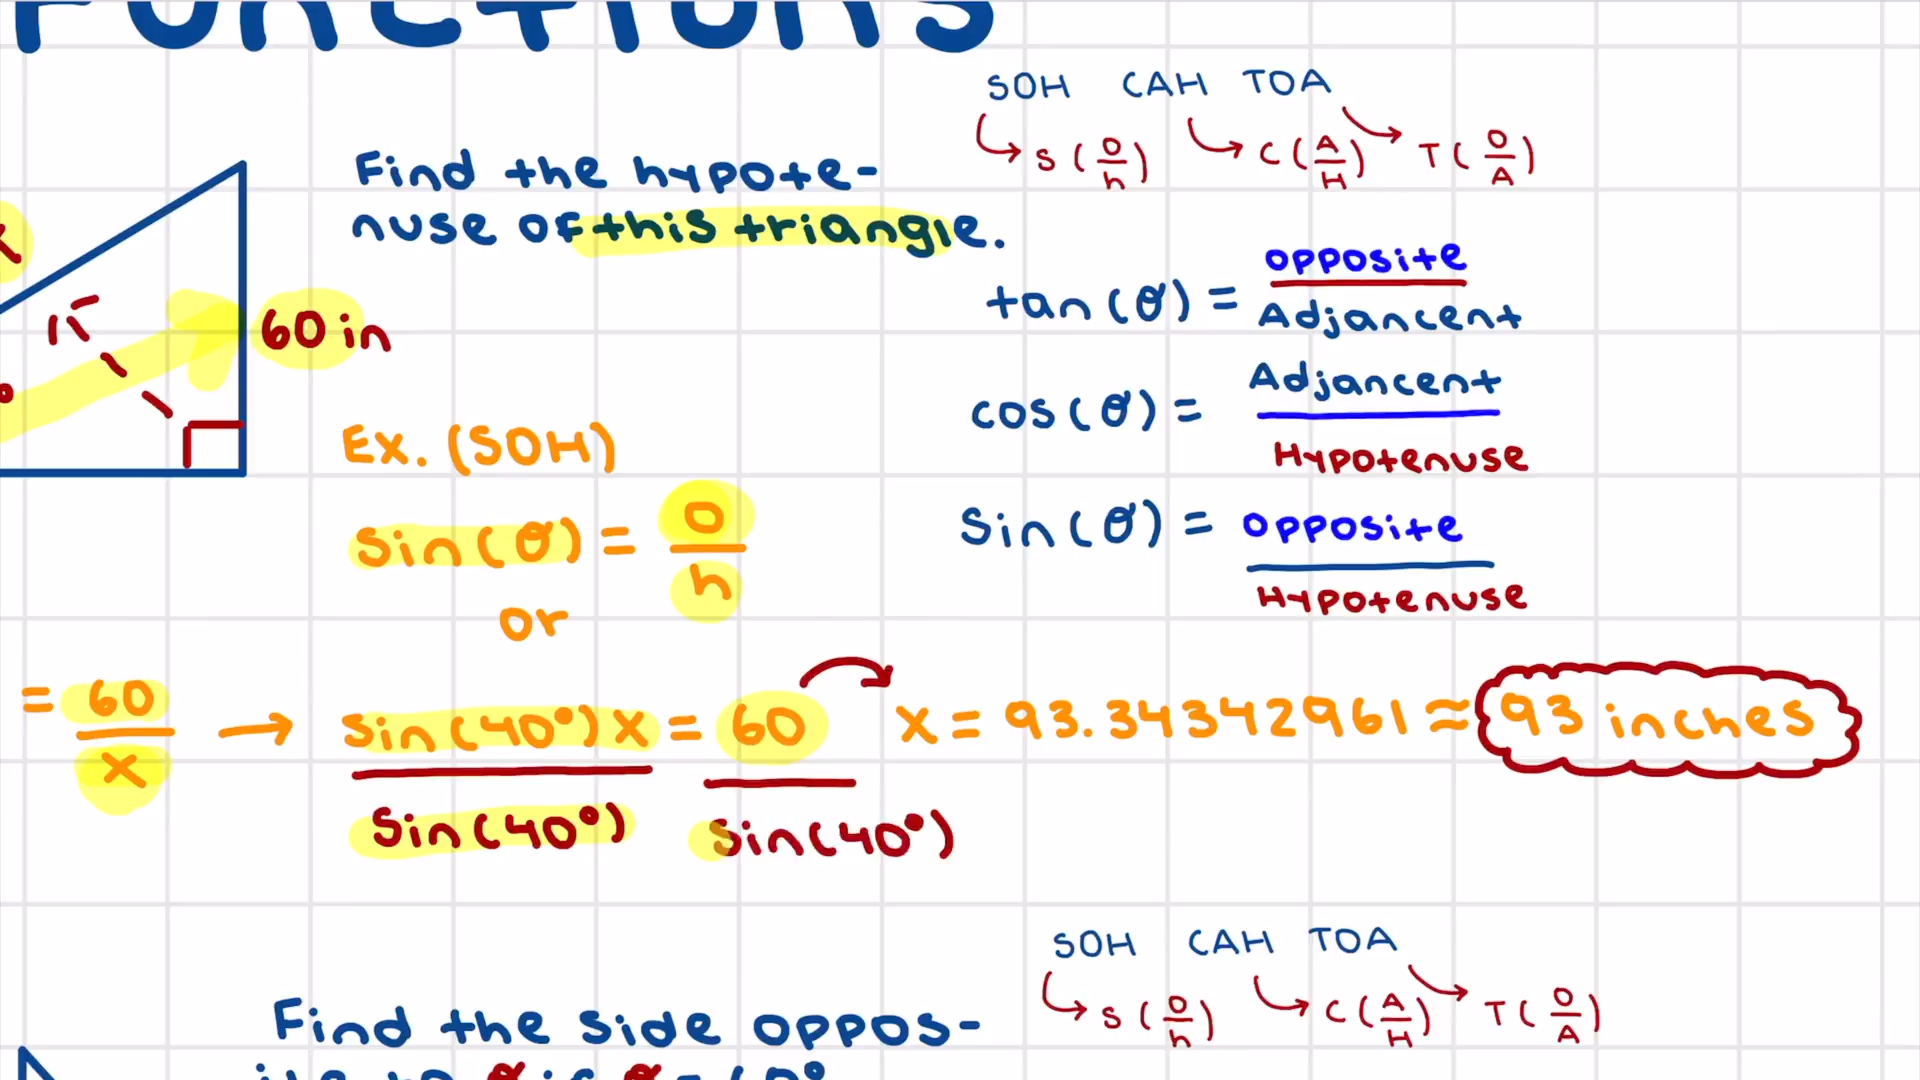 Functions
SOH CAH TOA
S(O/h) C(A/H) T(O/A)
Find the hypote-
nuse of this triangle.
60 in
tan(θ) = opposite / Adjancent
cos(θ) = Adjancent / Hypotenuse
Ex. (SOH)
sin(θ) = O/h
Sin(θ) = opposite / Hypotenuse
or
= 60/x → sin(40°)x / Sin(40°) = 60 / Sin(40°) x = 93.34342961 ≈ 93 inches
SOH CAH TOA
S(O/h) C(A/H) T(O/A)
Find the side oppos-